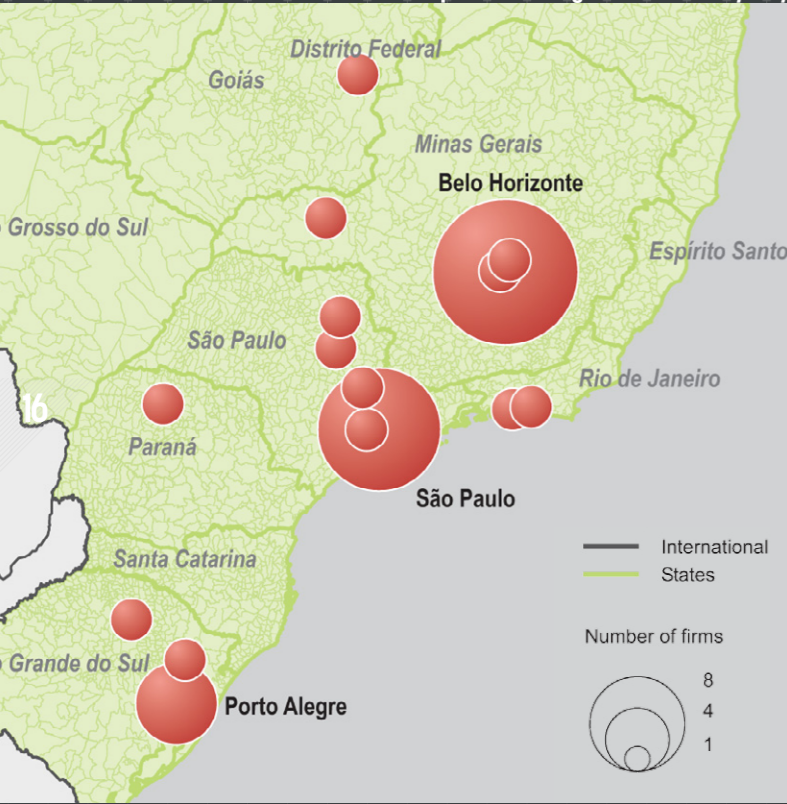 Distrito Federal
Goiás
Minas Gerais
Belo Horizonte
Grosso do Sul
Espírito Santo
São Paulo
Rio de Janeiro
16
Paraná
São Paulo
International
Santa Catarina
States
Number of firms
Grande do Sul
8
Porto Alegre
4
1